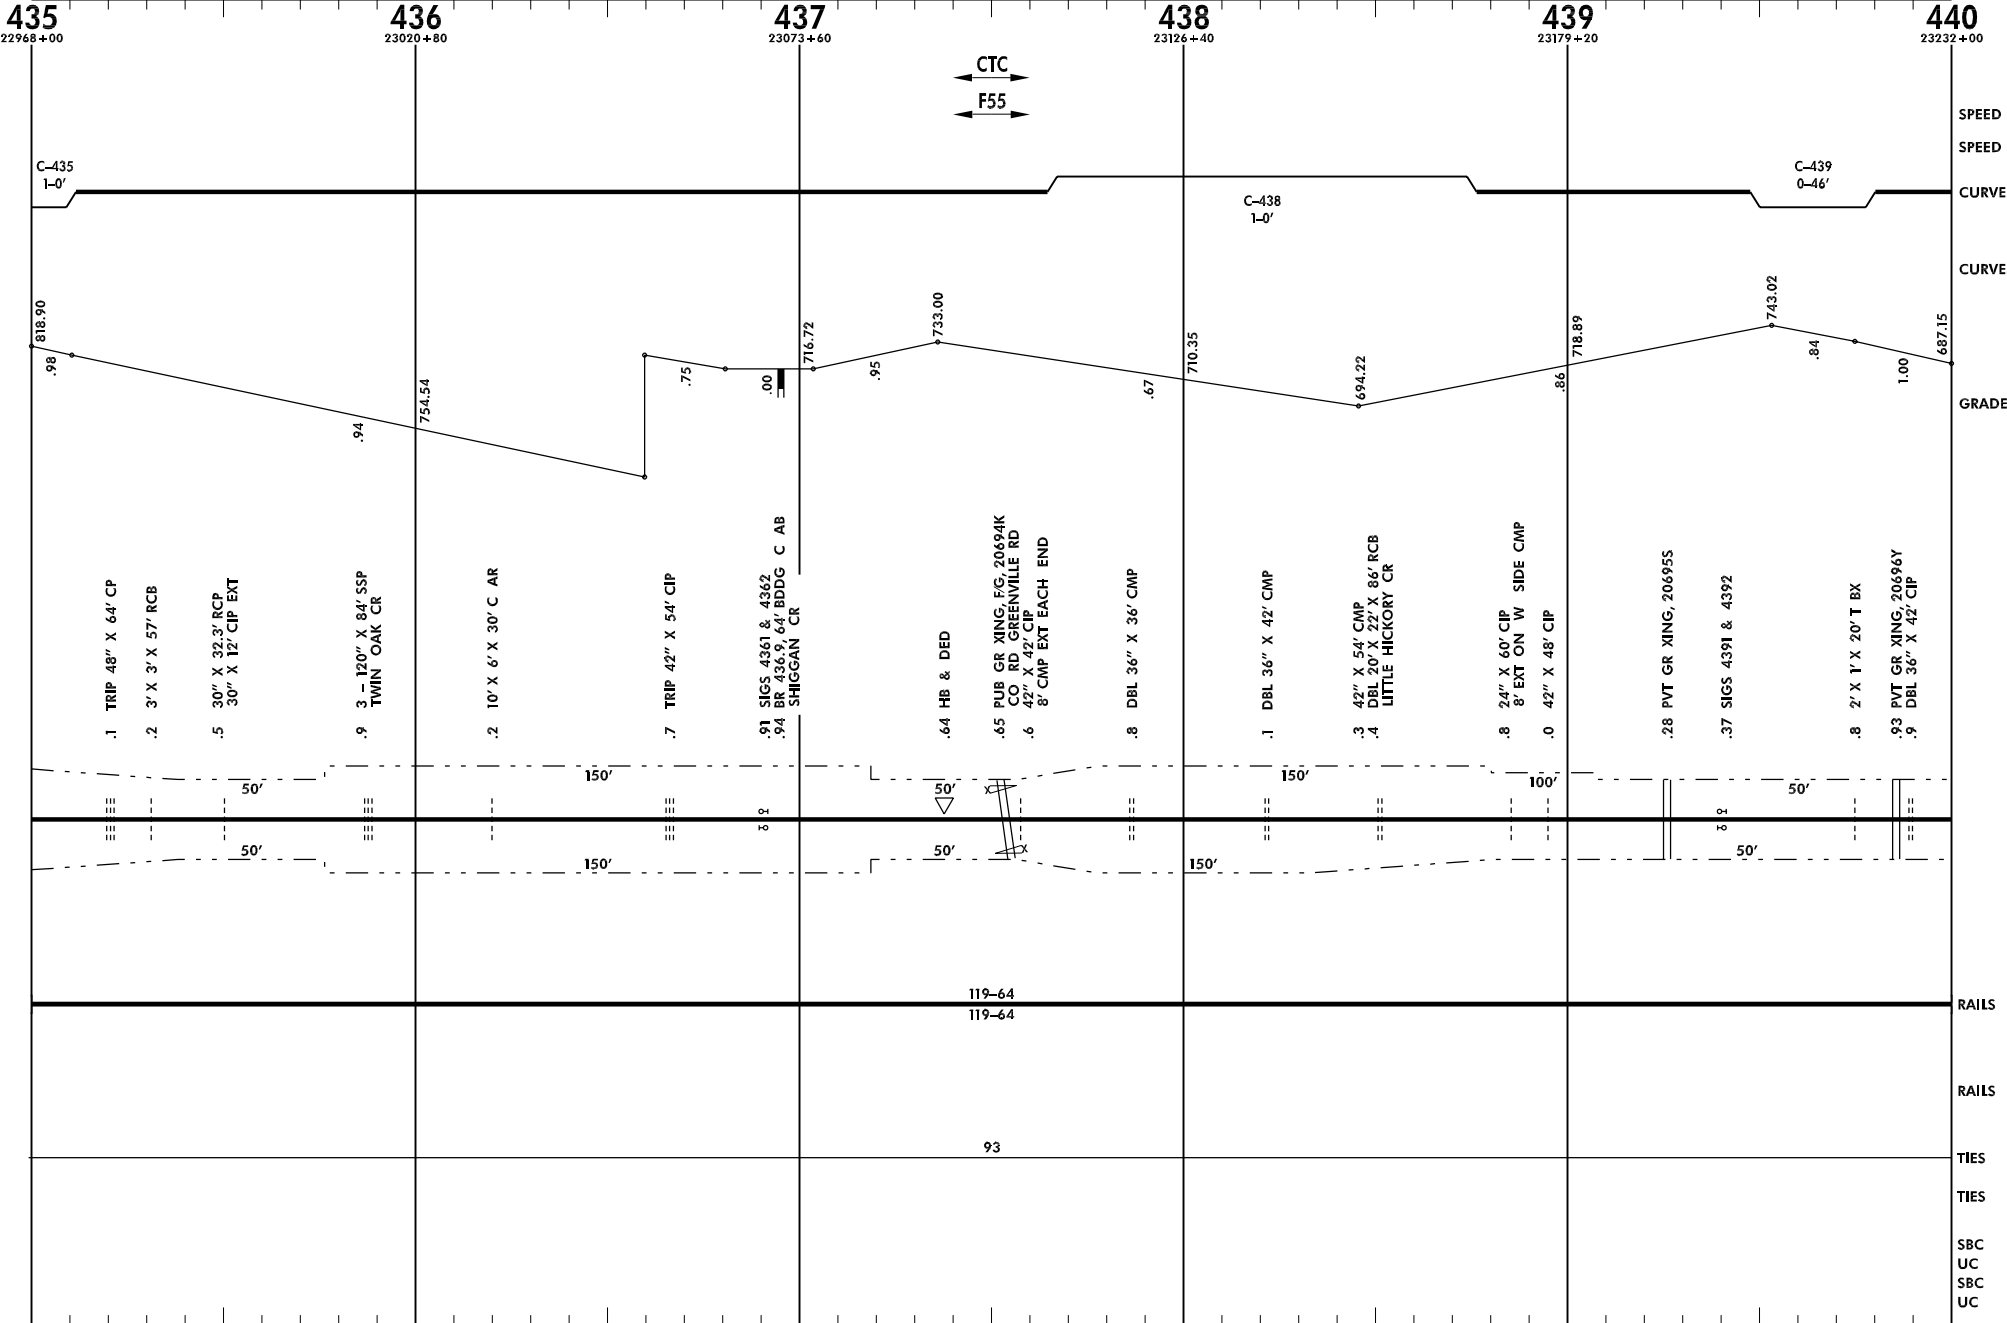 435 436 437 438 439 440
22968+00 23020+80 23073+60 23126+40 23179+20 23232+00
CTC
F55
SPEED
SPEED
C-435
1-0'
C-438
1-0'
C-439
0-46'
CURVE
CURVE
818.90
.98
.94
754.54
.75
.00
716.72
.95
733.00
.67
710.35
694.22
.86
718.89
743.02
.84
1.00
687.15
GRADE
.1 TRIP 48" X 64' CP
.2 3' X 3' X 57' RCB
.5 30" X 32.3' RCP
30" X 12' CIP EXT
.9 3 - 120" X 84' SSP
TWIN OAK CR
.2 10' X 6' X 30' C AR
.7 TRIP 42" X 54' CIP
.91 SIGS 4361 & 4362
.94 BR 436.9, 64' BDDG C AB
SHIGGAN CR
.64 HB & DED
.65 PUB GR XING, F/G, 20694K
CO RD GREENVILLE RD
.6 42" X 42' CIP
8' CMP EXT EACH END
.8 DBL 36" X 36' CMP
.1 DBL 36" X 42' CMP
.3 42" X 54' CMP
.4 DBL 20' X 22' X 86' RCB
LITTLE HICKORY CR
.8 24" X 60' CIP
8' EXT ON W SIDE CMP
.0 42" X 48' CIP
.28 PVT GR XING, 20695S
.37 SIGS 4391 & 4392
.8 2' X 1' X 20' T BX
.93 PVT GR XING, 20696Y
.9 DBL 36" X 42' CIP
50' 150' 50' 150' 100' 50'
X
X
50' 150' 50' 150' 50'
119-64
119-64
RAILS
RAILS
93
TIES
TIES
SBC
UC
SBC
UC